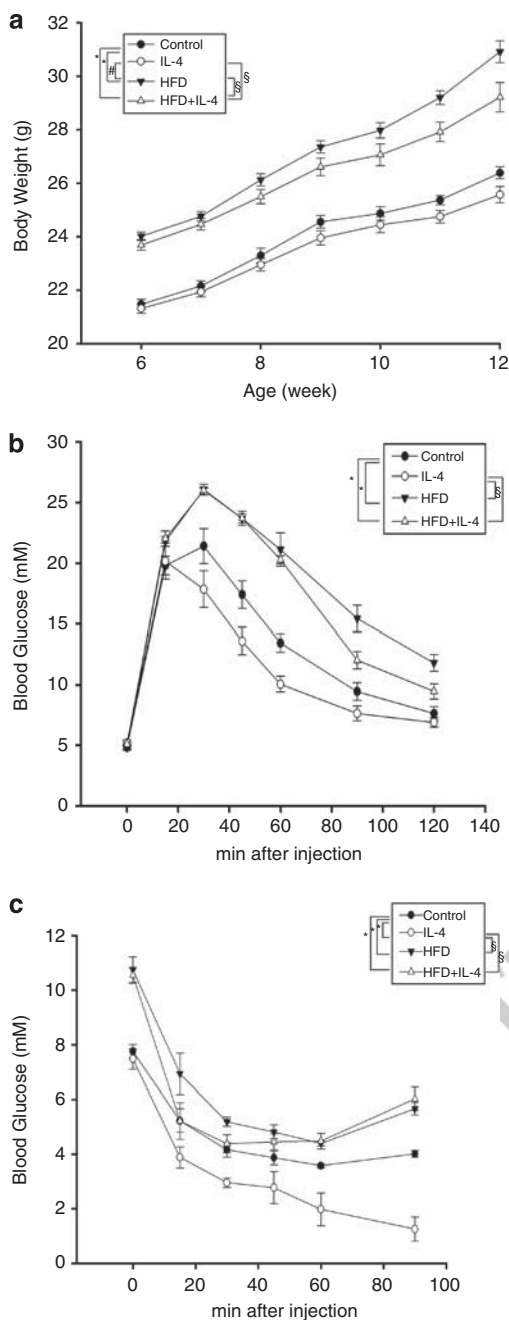 a
32
30
28
26
24
22
20
Body Weight (g)
* Control
* IL-4 §
# HFD §
HFD+IL-4
6 8 10 12
Age (week)
b
30
25
20
15
10
5
0
Blood Glucose (mM)
Control
* IL-4
* HFD §
HFD+IL-4
0 20 40 60 80 100 120 140
min after injection
c
12
10
8
6
4
2
0
Blood Glucose (mM)
Control
* * * IL-4
HFD §
HFD+IL-4 §
0 20 40 60 80 100
min after injection